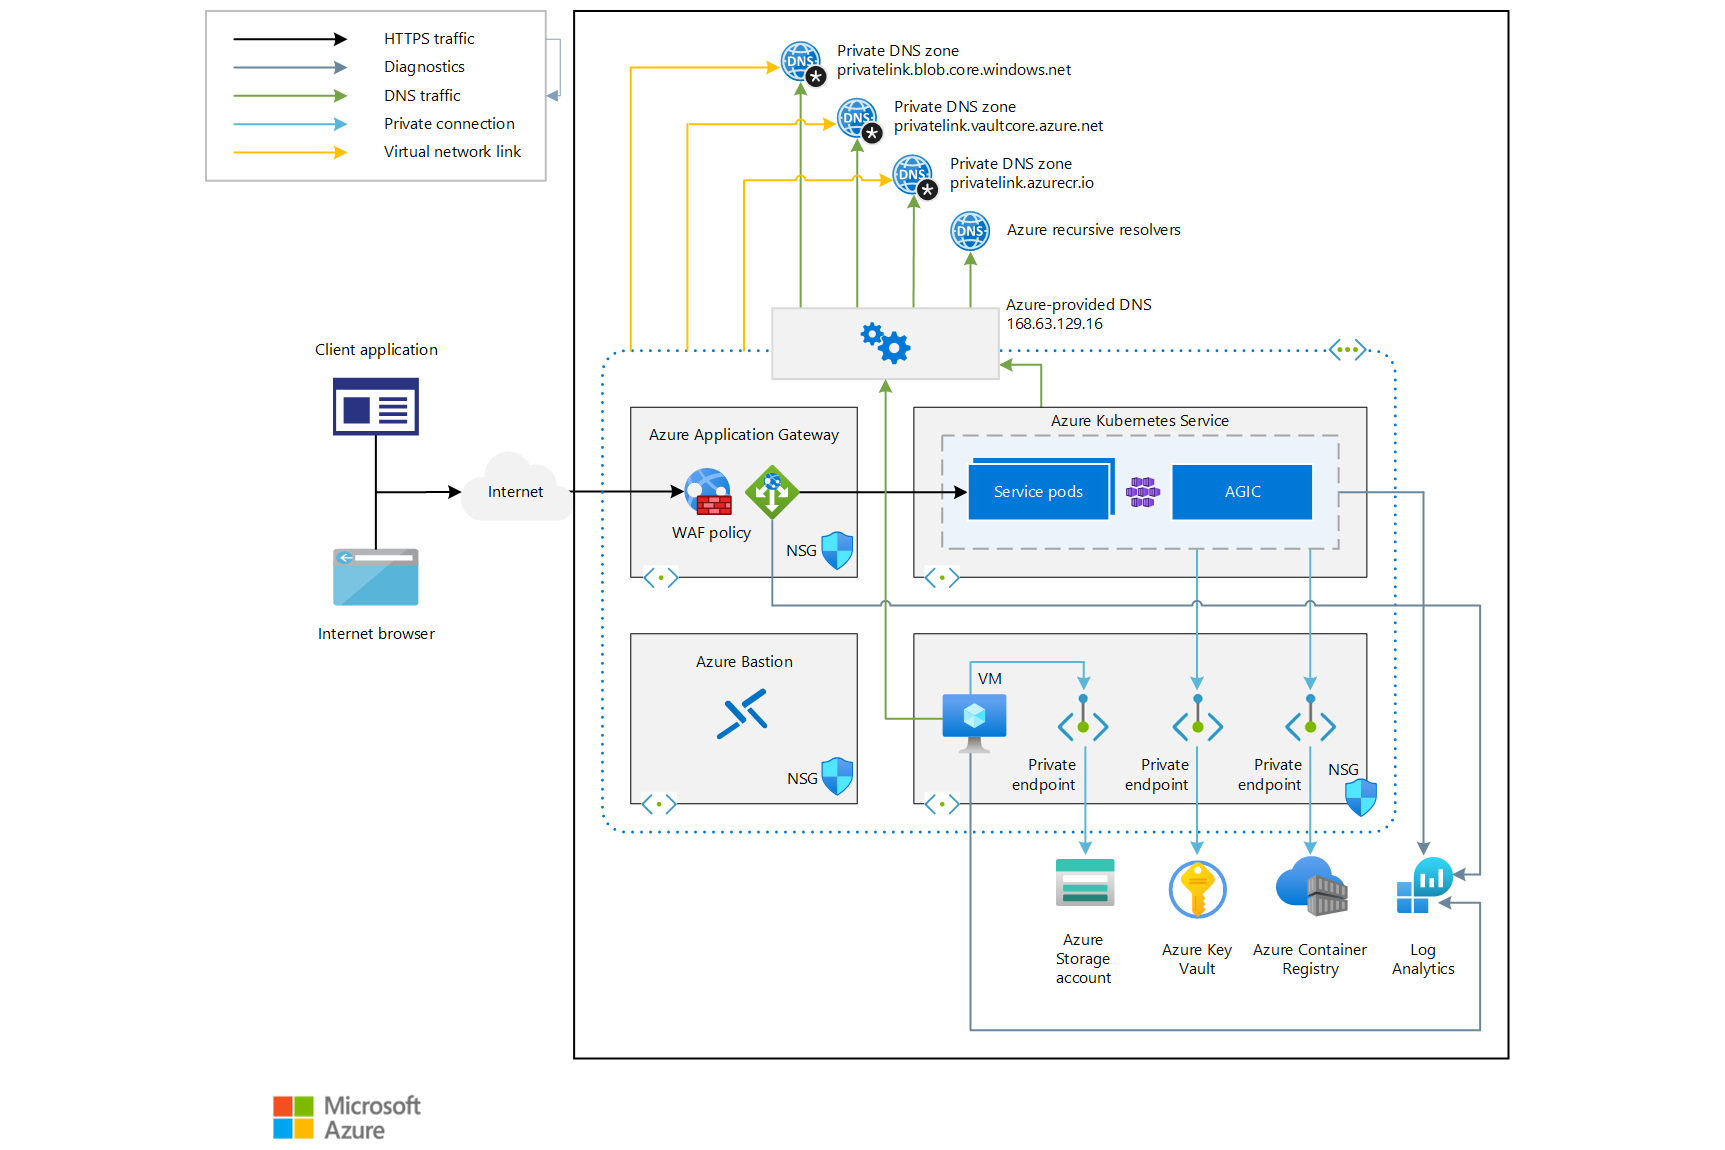 HTTPS traffic
Diagnostics
DNS traffic
Private connection
Virtual network link
DNS
*
Private DNS zone
privatelink.blob.core.windows.net
DNS
*
Private DNS zone
privatelink.vaultcore.azure.net
DNS
*
Private DNS zone
privatelink.azurecr.io
DNS
Azure recursive resolvers
Azure-provided DNS
168.63.129.16
Client application
Internet
Internet browser
Azure Application Gateway
WAF policy
NSG
Azure Kubernetes Service
Service pods
AGIC
Azure Bastion
NSG
VM
Private
endpoint
Private
endpoint
Private
endpoint
NSG
Azure
Storage
account
Azure Key
Vault
Azure Container
Registry
Log
Analytics
Microsoft
Azure